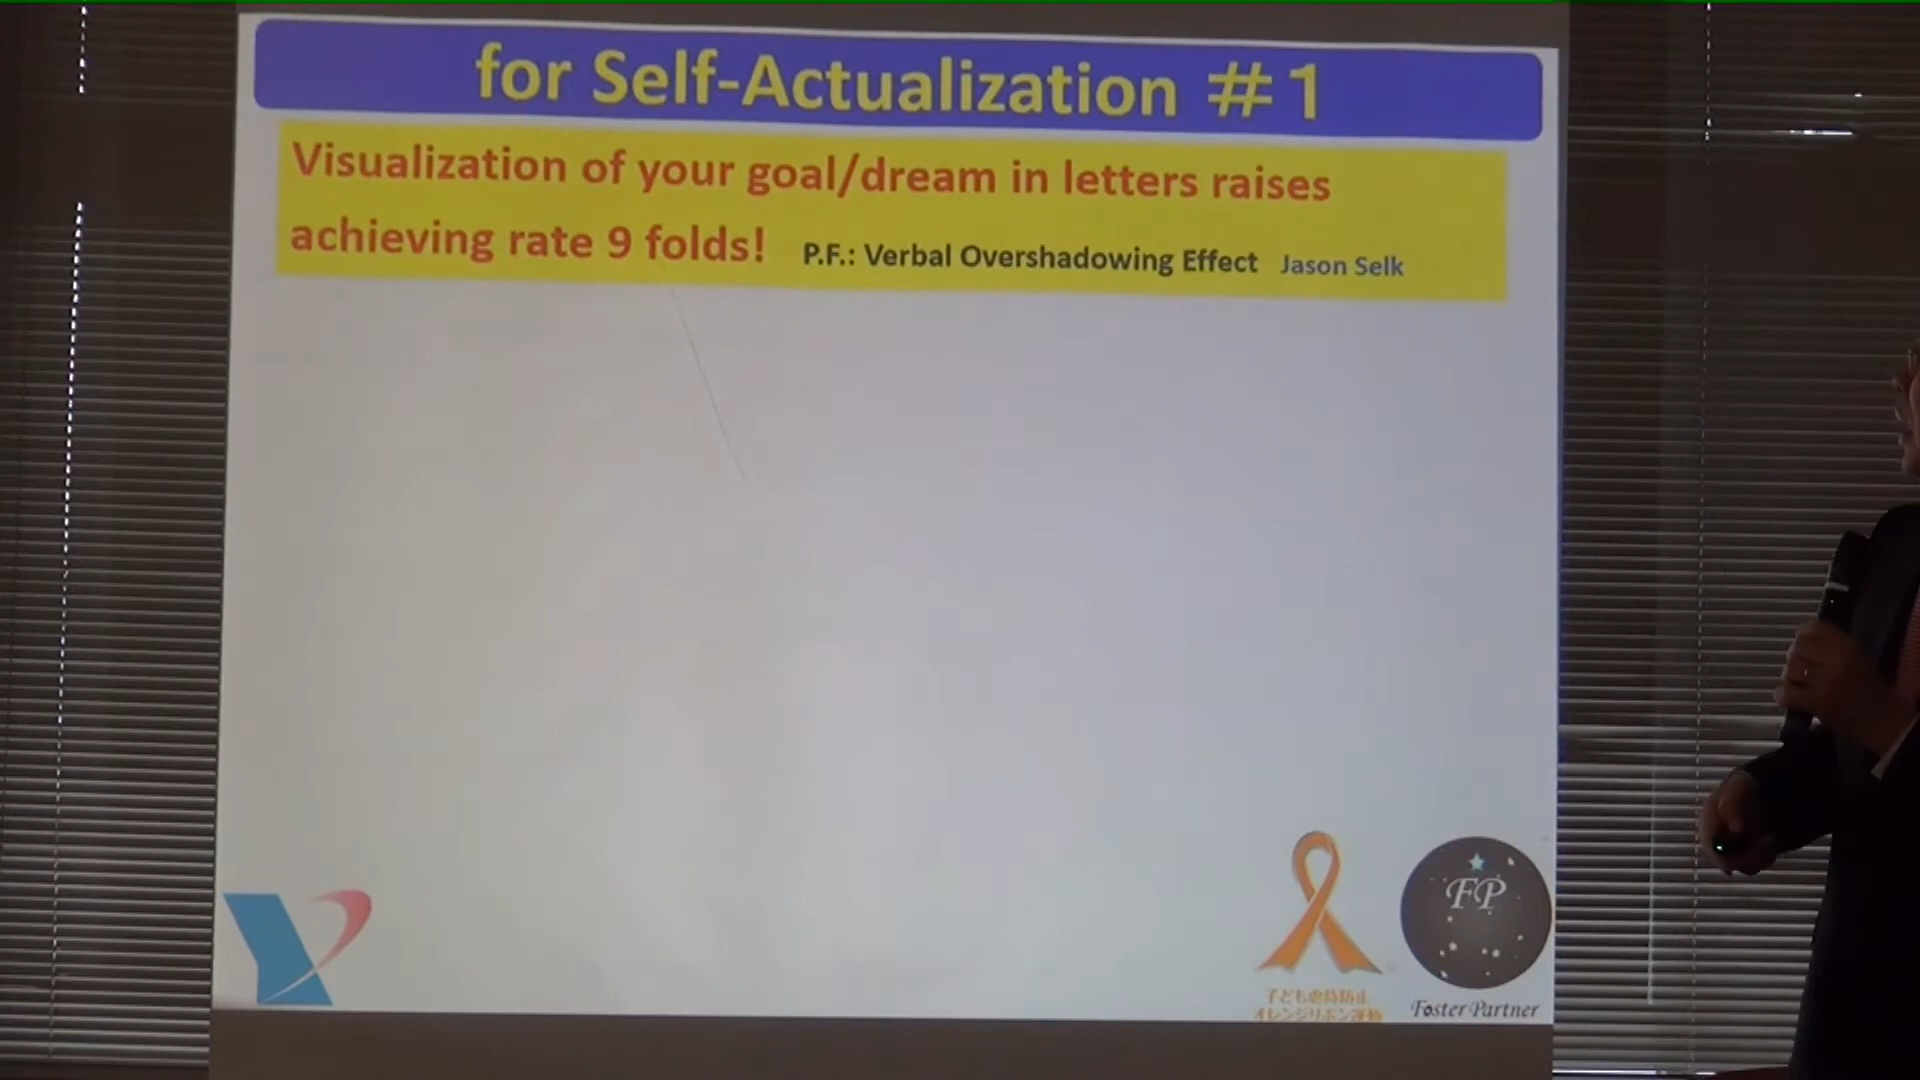 for Self-Actualization #1
Visualization of your goal/dream in letters raises
achieving rate 9 folds! P.F.: Verbal Overshadowing Effect Jason Selk
FP
子ども虐待防止
オレンジリボン運動
Foster Partner